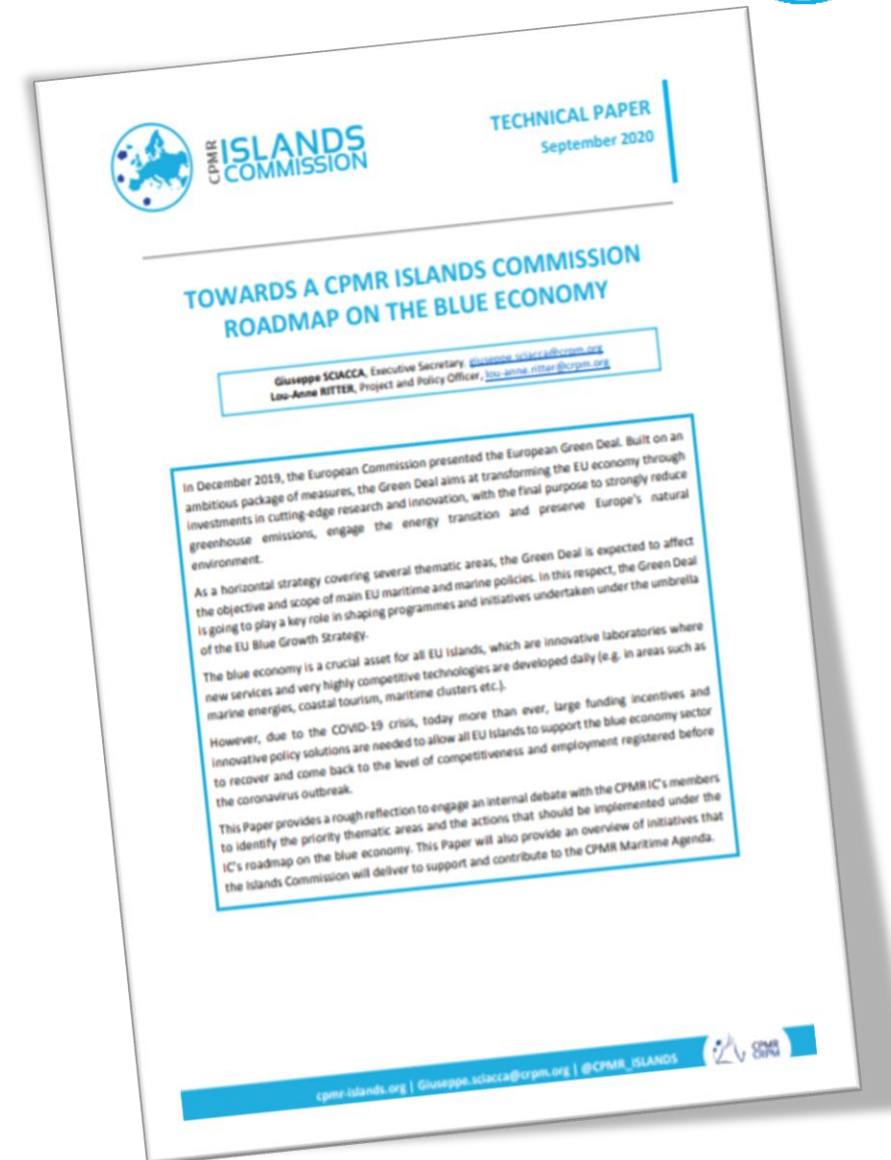 CPMR
ISLANDS
COMMISSION
TECHNICAL PAPER
September 2020
TOWARDS A CPMR ISLANDS COMMISSION
ROADMAP ON THE BLUE ECONOMY
Giuseppe SCIACCA, Executive Secretary, giuseppe.sciacca@crpm.org
Lou-Anne RITTER, Project and Policy Officer, lou-anne.ritter@crpm.org
In December 2019, the European Commission presented the European Green Deal. Built on an
ambitious package of measures, the Green Deal aims at transforming the EU economy through
investments in cutting-edge research and innovation, with the final purpose to strongly reduce
greenhouse emissions, engage the energy transition and preserve Europe's natural
environment.
As a horizontal strategy covering several thematic areas, the Green Deal is expected to affect
the objective and scope of main EU maritime and marine policies. In this respect, the Green Deal
is going to play a key role in shaping programmes and initiatives undertaken under the umbrella
of the EU Blue Growth Strategy.
The blue economy is a crucial asset for all EU Islands, which are innovative laboratories where
new services and very highly competitive technologies are developed daily (e.g. in areas such as
marine energies, coastal tourism, maritime clusters etc.).
However, due to the COVID-19 crisis, today more than ever, large funding incentives and
innovative policy solutions are needed to allow all EU Islands to support the blue economy sector
to recover and come back to the level of competitiveness and employment registered before
the coronavirus outbreak.
This Paper provides a rough reflection to engage an internal debate with the CPMR IC's members
to identify the priority thematic areas and the actions that should be implemented under the
IC's roadmap on the blue economy. This Paper will also provide an overview of initiatives that
the Islands Commission will deliver to support and contribute to the CPMR Maritime Agenda.
cpmr-islands.org | Giuseppe.sciacca@crpm.org | @CPMR_ISLANDS
CPMR
CRPM